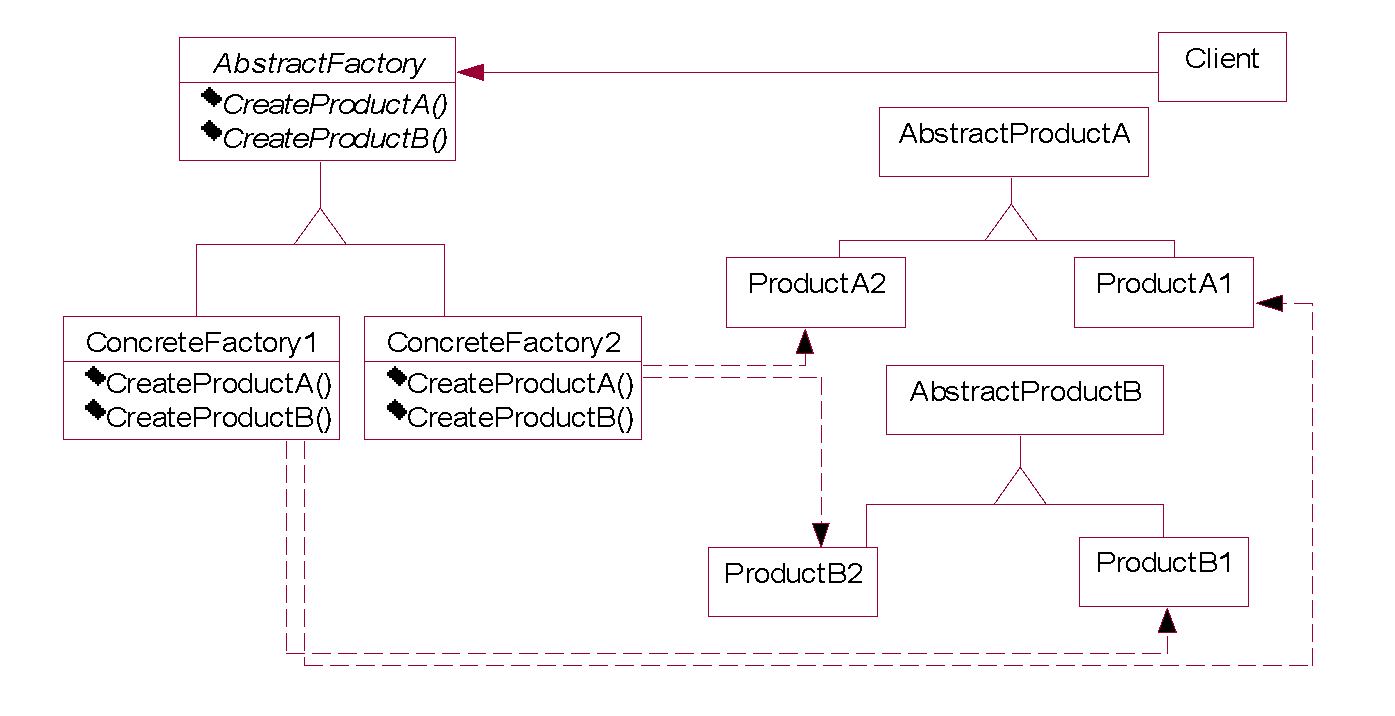 AbstractFactory
CreateProductA()
CreateProductB()
Client
AbstractProductA
ProductA2
ProductA1
ConcreteFactory1
CreateProductA()
CreateProductB()
ConcreteFactory2
CreateProductA()
CreateProductB()
AbstractProductB
ProductB2
ProductB1